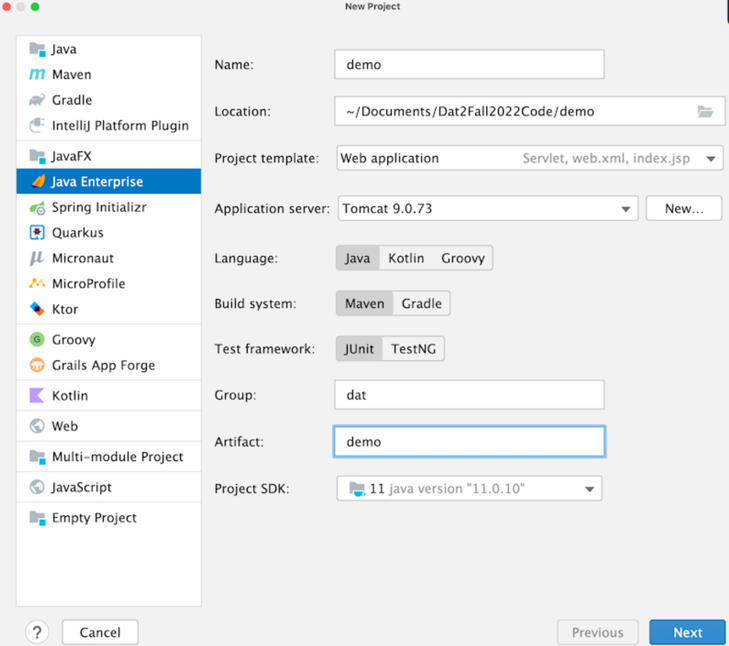 New Project
Java
Maven
Gradle
IntelliJ Platform Plugin
JavaFX
Java Enterprise
Spring Initializr
Quarkus
Micronaut
MicroProfile
Ktor
Groovy
Grails App Forge
Kotlin
Web
Multi-module Project
JavaScript
Empty Project
Name: demo
Location: ~/Documents/Dat2Fall2022Code/demo
Project template: Web application Servlet, web.xml, index.jsp
Application server: Tomcat 9.0.73 New...
Language: Java Kotlin Groovy
Build system: Maven Gradle
Test framework: JUnit TestNG
Group: dat
Artifact: demo
Project SDK: 11 java version "11.0.10"
? Cancel Previous Next